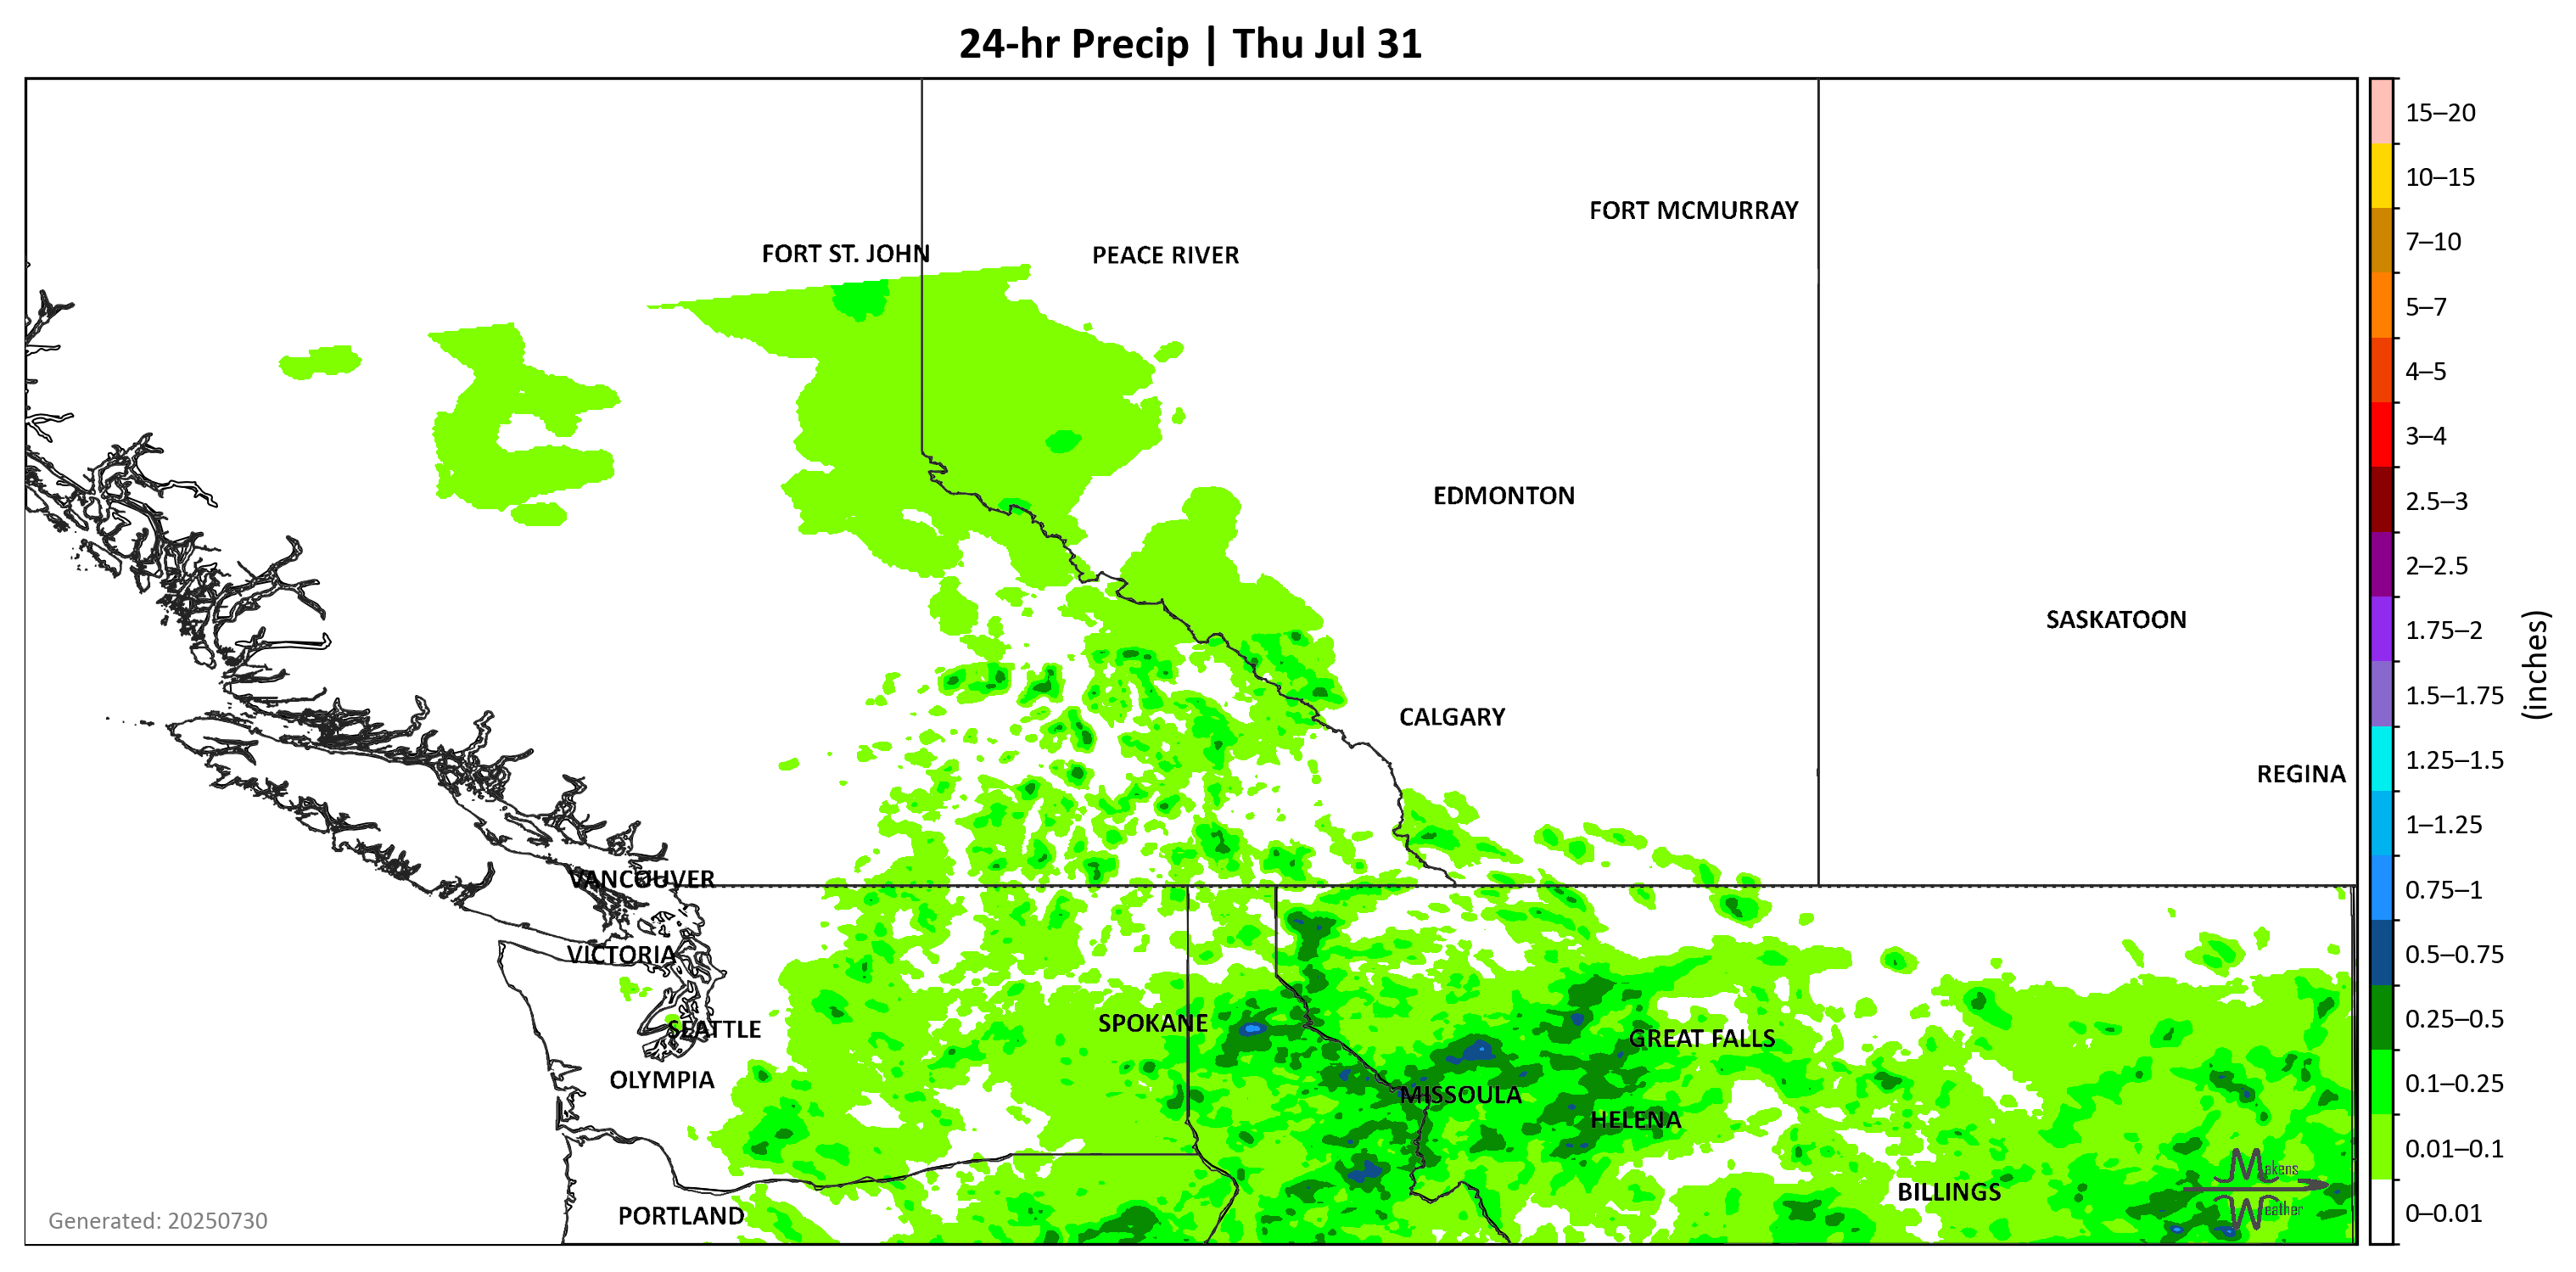 24-hr Precip | Thu Jul 31
15–20
10–15
FORT MCMURRAY
7–10
FORT ST. JOHN
PEACE RIVER
5–7
4–5
3–4
EDMONTON
2.5–3
2–2.5
SASKATOON
1.75–2
(inches)
1.5–1.75
CALGARY
1.25–1.5
REGINA
1–1.25
VANCOUVER
0.75–1
VICTORIA
0.5–0.75
SPOKANE
0.25–0.5
SEATTLE
GREAT FALLS
OLYMPIA
0.1–0.25
MISSOULA
HELENA
0.01–0.1
Mekens
Weather
BILLINGS
PORTLAND
0–0.01
Generated: 20250730